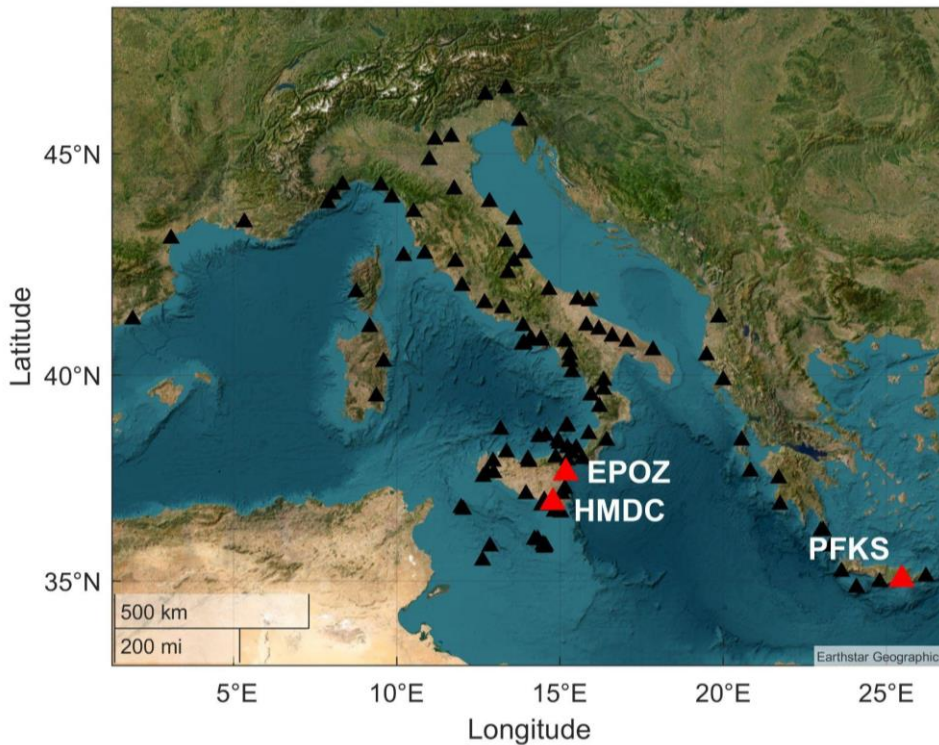 45°N
40°N
35°N
Latitude
EPOZ
HMDC
PFKS
500 km
200 mi
Earthstar Geographic
5°E
10°E
15°E
20°E
25°E
Longitude